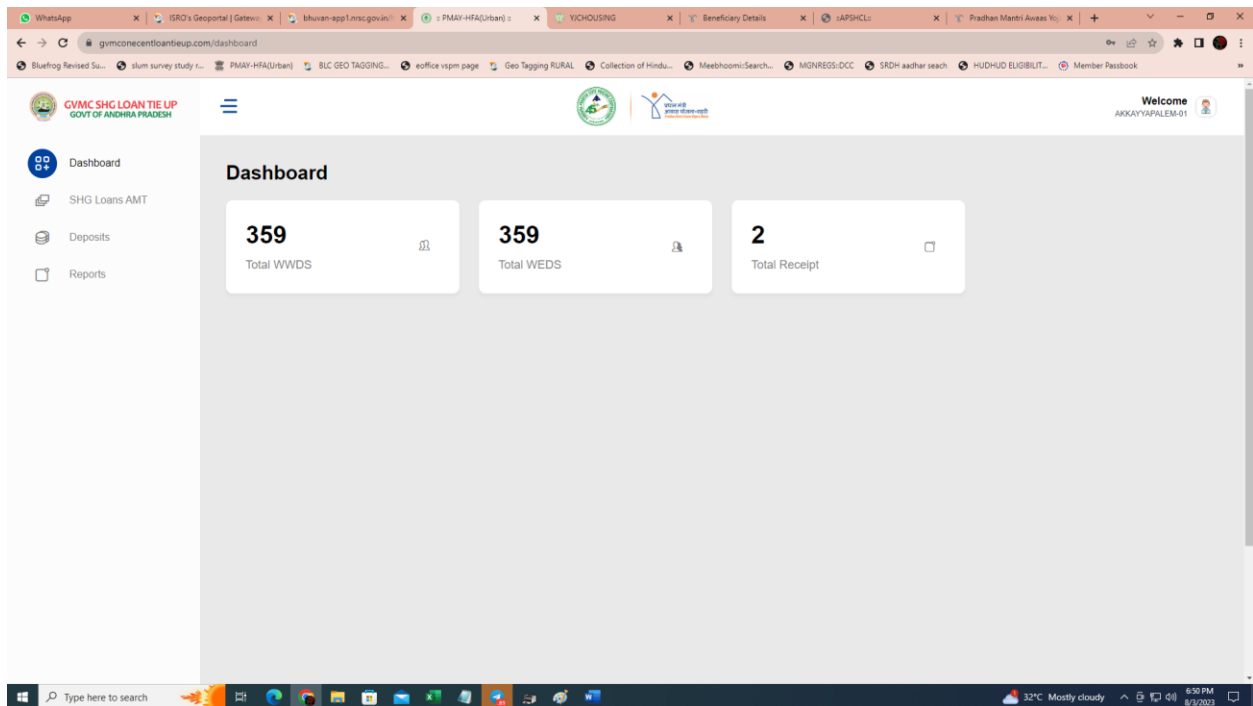 WhatsApp
ISRO's Geoportal | Gatewa
bhuvan-app1.nrsc.gov.in/h
:: PMAY-HFA(Urban) ::
YJCHOUSING
Beneficiary Details
::APSHCL::
Pradhan Mantri Awaas Yoj
gvmconecentloantieup.com/dashboard
Bluefrog Revised Su...
slum survey study r...
PMAY-HFA(Urban)
BLC GEO TAGGING...
eoffice vspm page
Geo Tagging RURAL
Collection of Hindu...
Meebhoomi::Search...
MGNREGS::DCC
SRDH aadhar seach
HUDHUD ELIGIBILIT...
Member Passbook
GVMC SHG LOAN TIE UP
GOVT OF ANDHRA PRADESH
प्रधान मंत्री
आवास योजना-शहरी
Welcome
AKKAYYAPALEM-01
Dashboard
SHG Loans AMT
Deposits
Reports
Dashboard
359
Total WWDS
359
Total WEDS
2
Total Receipt
Type here to search
32°C Mostly cloudy
6:50 PM
8/3/2023